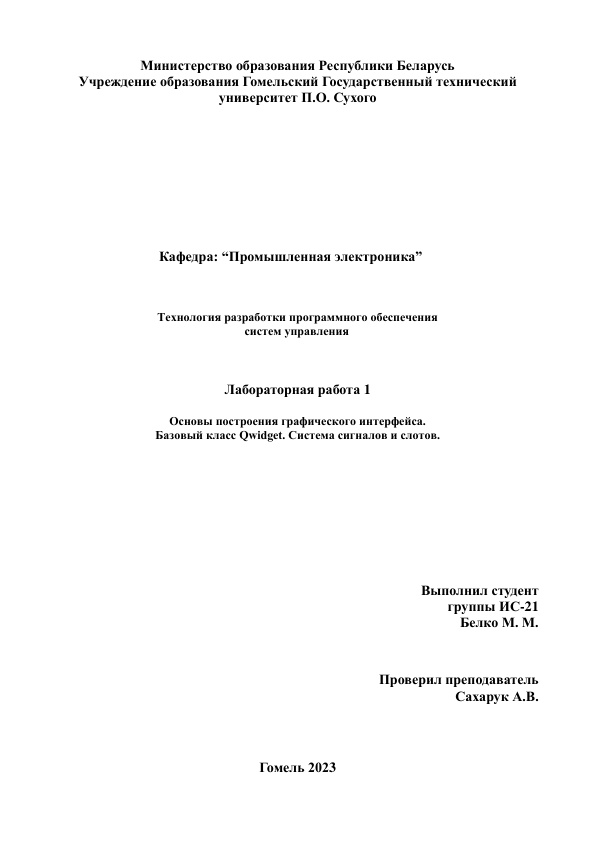 Министерство образования Республики Беларусь
Учреждение образования Гомельский Государственный технический
университет П.О. Сухого
Кафедра: “Промышленная электроника”
Технология разработки программного обеспечения
систем управления
Лабораторная работа 1
Основы построения графического интерфейса.
Базовый класс Qwidget. Система сигналов и слотов.
Выполнил студент
группы ИС-21
Белко М. М.
Проверил преподаватель
Сахарук А.В.
Гомель 2023